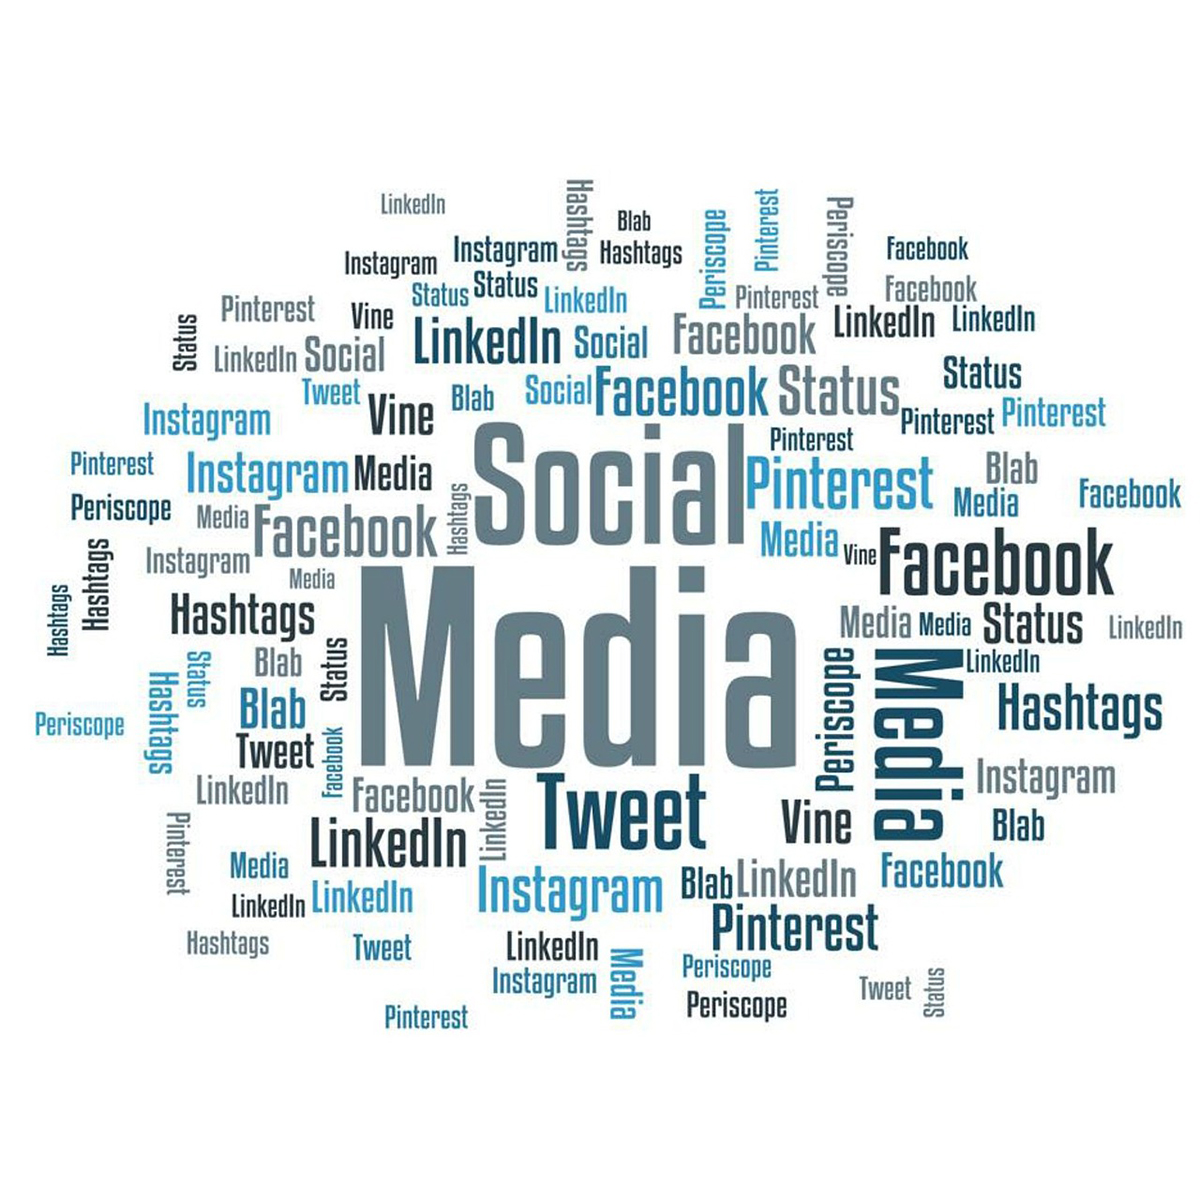 LinkedIn
Hashtags
Blab
Periscope
Pinterest
Periscope
Instagram
Instagram
Hashtags
Facebook
Status
Status
LinkedIn
Pinterest
Facebook
Pinterest
Vine
LinkedIn
Social
Facebook
LinkedIn
LinkedIn
Status
LinkedIn
Social
Tweet
Blab
Social
Facebook
Status
Status
Instagram
Vine
Pinterest
Pinterest
Pinterest
Pinterest
Instagram
Media
Social
Pinterest
Blab
Media
Facebook
Periscope
Media
Facebook
Hashtags
Media
Vine
Facebook
Hashtags
Hashtags
Instagram
Media
Media
Hashtags
Media
Media
Status
LinkedIn
Status
Blab
Status
Periscope
Media
LinkedIn
Hashtags
Periscope
Hashtags
Blab
Tweet
Facebook
LinkedIn
Facebook
LinkedIn
Tweet
Vine
Instagram
Blab
Pinterest
LinkedIn
Media
LinkedIn
LinkedIn
Instagram
Blab
LinkedIn
Facebook
Pinterest
Hashtags
Tweet
LinkedIn
Instagram
Media
Periscope
Periscope
Tweet
Status
Pinterest